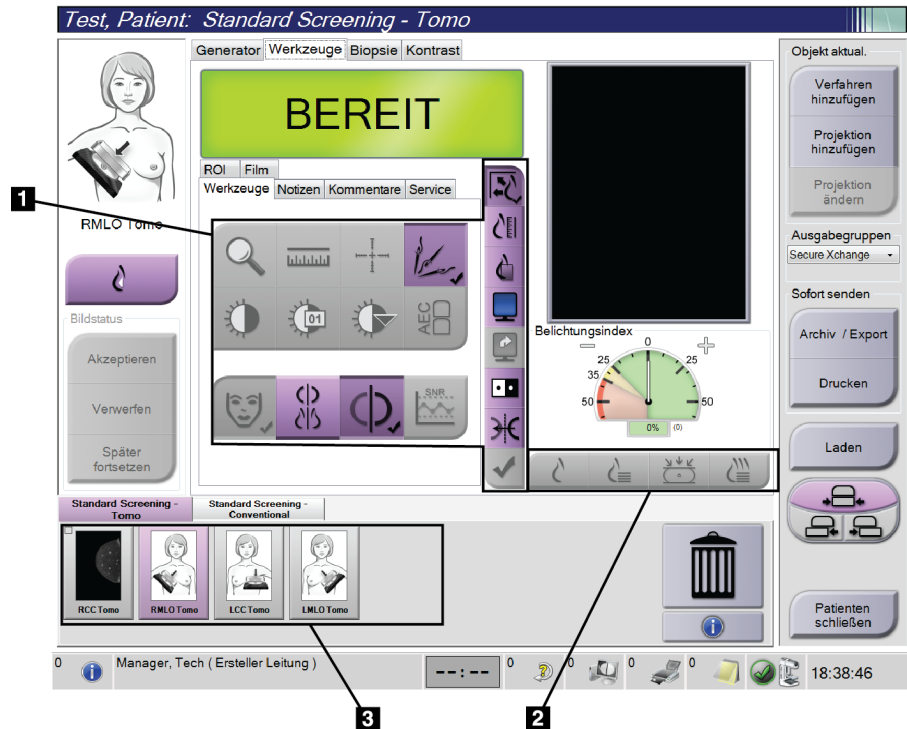 Test, Patient: Standard Screening - Tomo
Generator Werkzeuge Biopsie Kontrast
BEREIT
ROI Film
Werkzeuge Notizen Kommentare Service
1
RMLO Tomo
Bildstatus
Akzeptieren
Verwerfen
Später
fortsetzen
01
AEC
SNR
Belichtungsindex
0
25 25
35
50 50
0% (0)
Objekt aktual.
Verfahren
hinzufügen
Projektion
hinzufügen
Projektion
ändern
Ausgabegruppen
Secure Xchange
Sofort senden
Archiv / Export
Drucken
Laden
Patienten
schließen
Standard Screening -
Tomo
Standard Screening -
Conventional
RCC Tomo RMLO Tomo LCC Tomo LMLO Tomo
0 Manager, Tech ( Ersteller Leitung ) --:-- 0 0 0 0 18:38:46
3 2